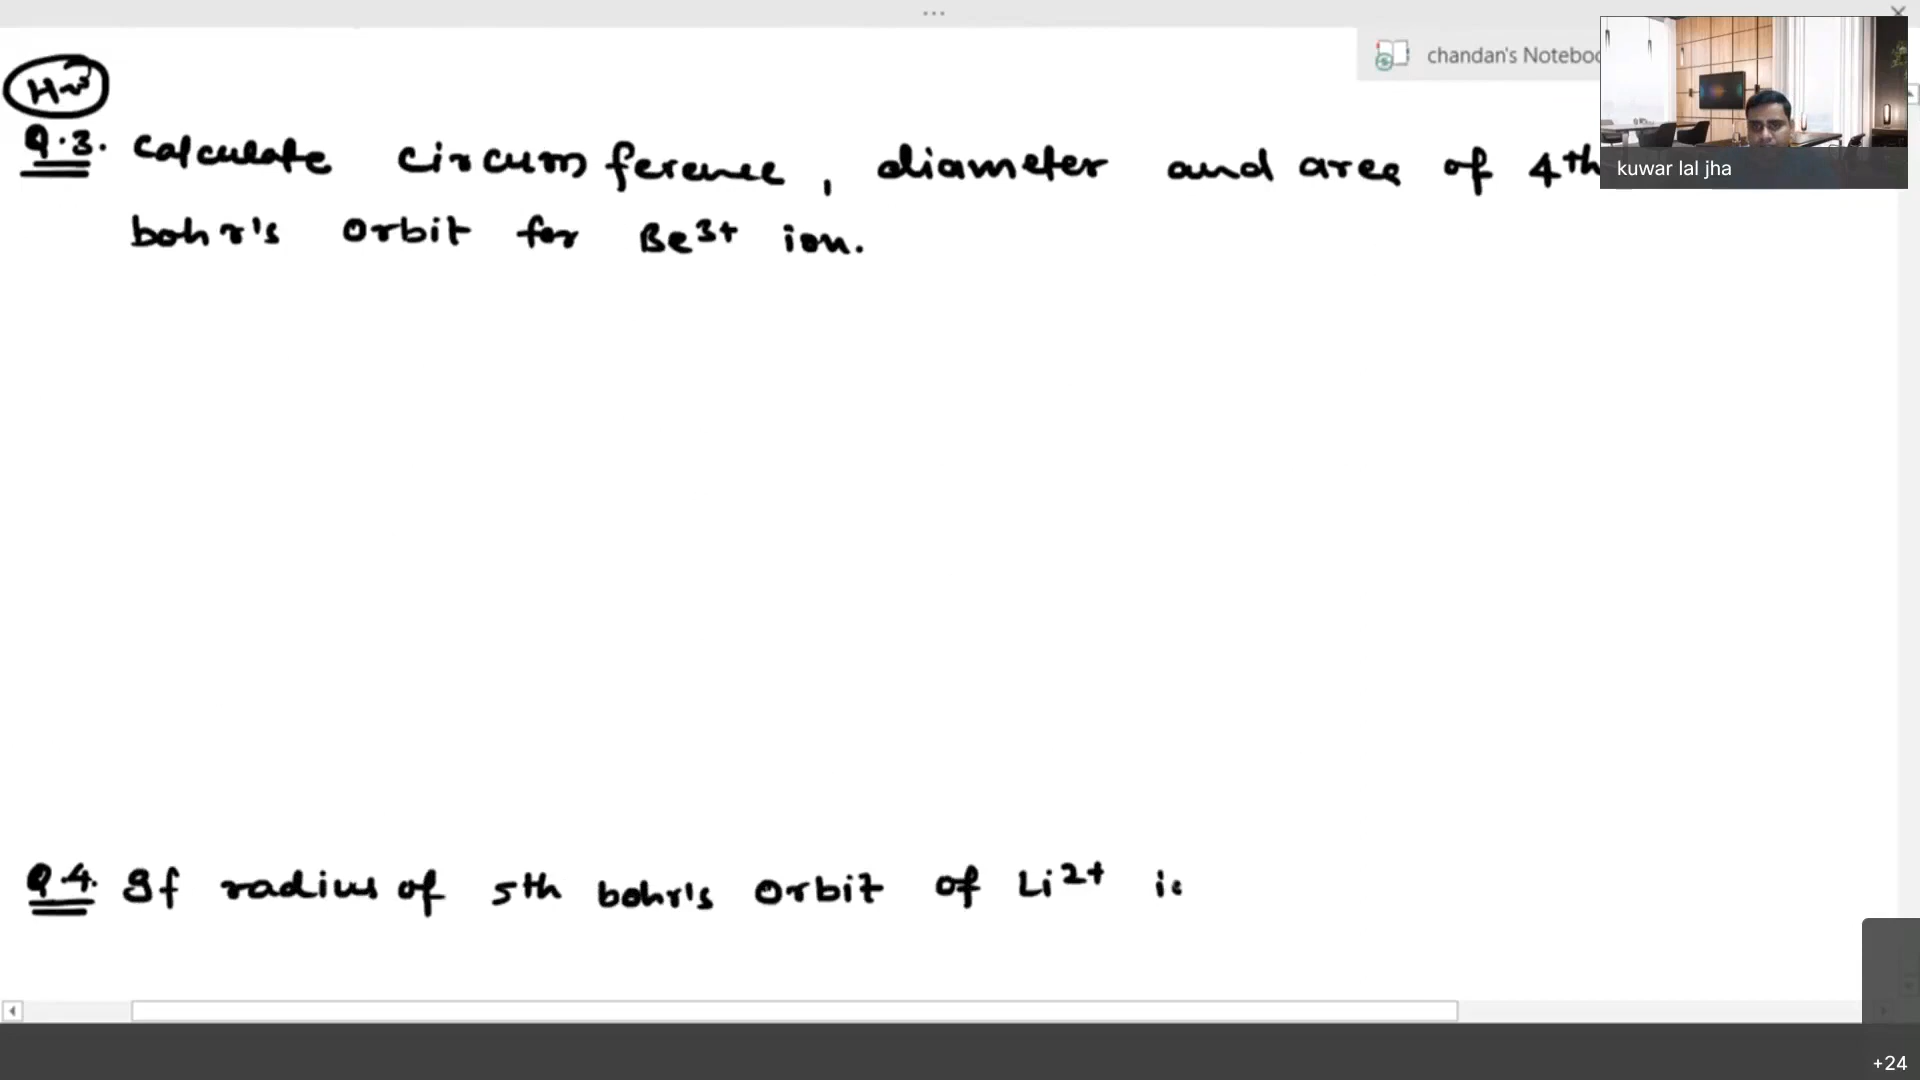 ...
chandan's Notebo
kuwar lal jha
Hw
Q.3. Calculate circumference, diameter and area of 4th
bohr's orbit for Be3+ ion.
Q.4. If radius of 5th bohr's orbit of Li2+ is
+24